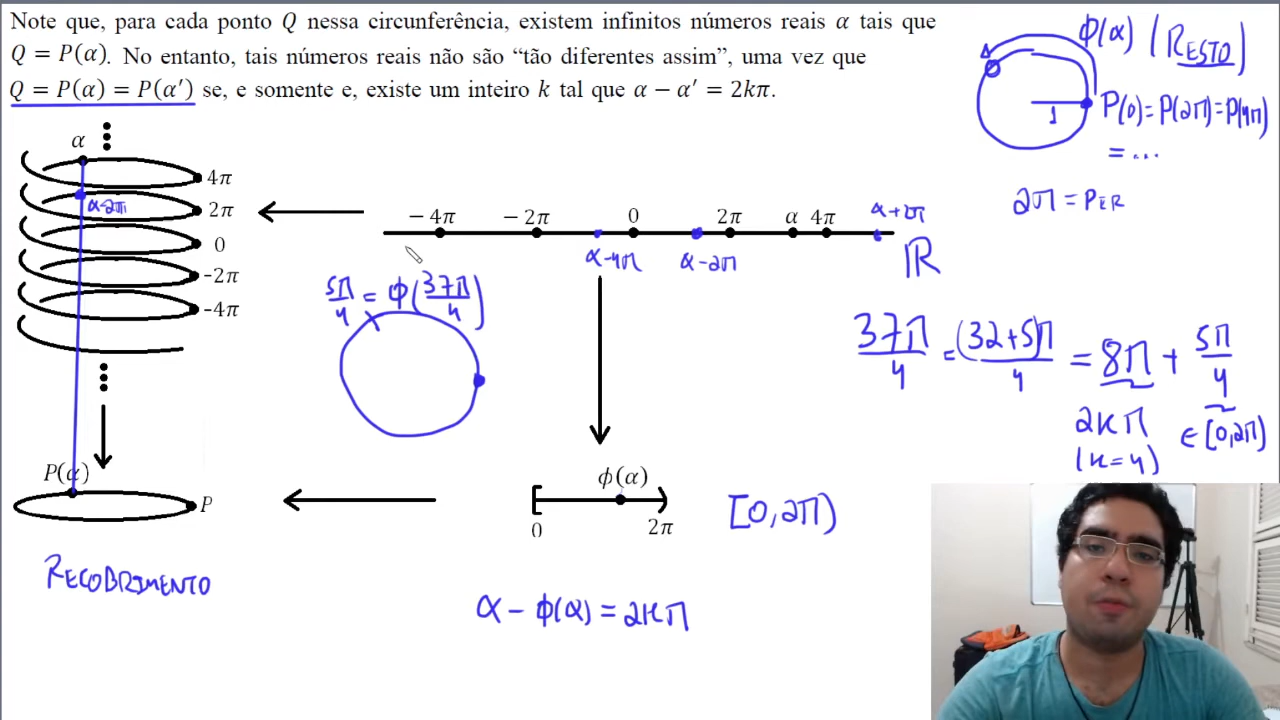 Note que, para cada ponto Q nessa circunferência, existem infinitos números reais α tais que
Q = P(α). No entanto, tais números reais não são “tão diferentes assim”, uma vez que
Q = P(α) = P(α′) se, e somente e, existe um inteiro k tal que α − α′ = 2kπ.
ϕ(α) (RESTO)
1
P(0) = P(2π) = P(4π)
= ...
2π = PER
α
4π
α-2π
2π
0
-2π
-4π
P(α)
P
RECOBRIMENTO
− 4π − 2π 0 2π α 4π α+2π
α-4π α-2π ℝ
5π/4 = ϕ(37π/4)
37π/4 = (32+5)π/4 = 8π + 5π/4
2kπ ∈ [0,2π)
(k=4)
ϕ(α)
0 2π
[0,2π)
α - ϕ(α) = 2kπ